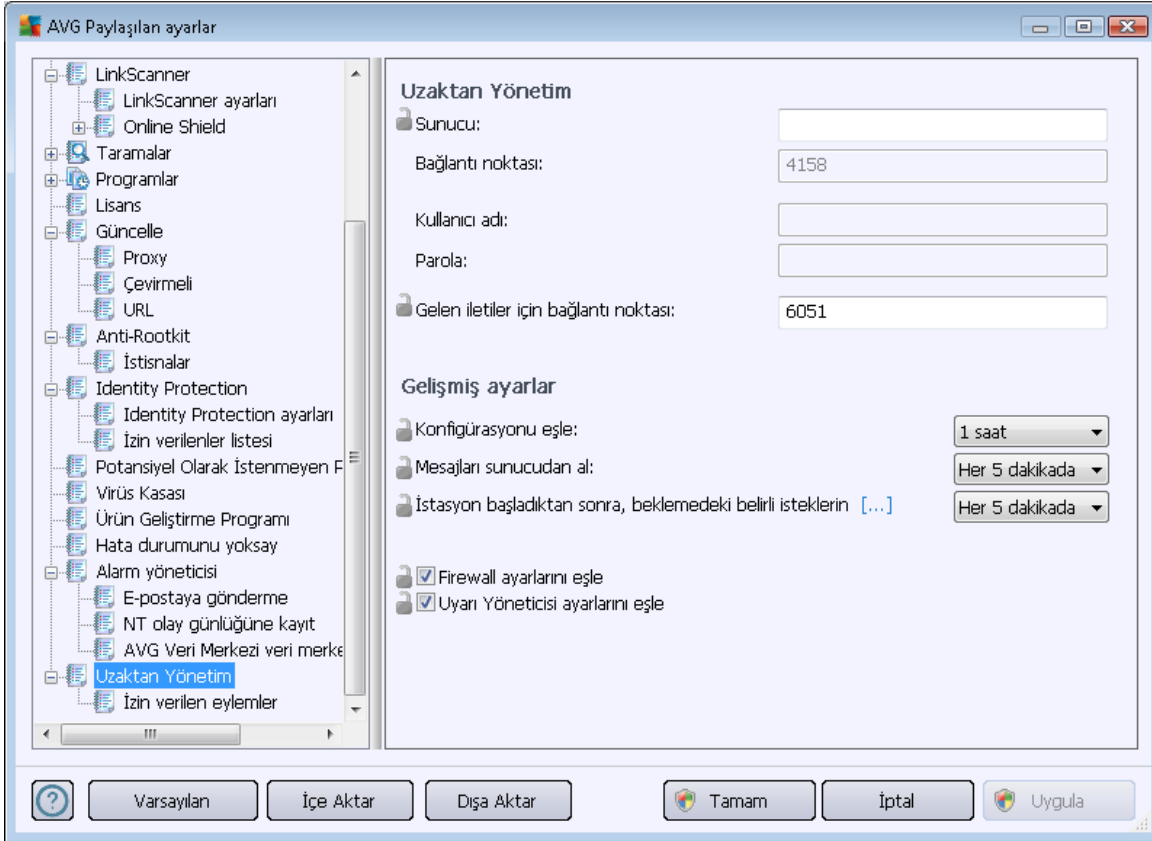 AVG Paylaşılan ayarlar
LinkScanner
LinkScanner ayarları
Online Shield
Taramalar
Programlar
Lisans
Güncelle
Proxy
Çevirmeli
URL
Anti-Rootkit
İstisnalar
Identity Protection
Identity Protection ayarları
İzin verilenler listesi
Potansiyel Olarak İstenmeyen P
Virüs Kasası
Ürün Geliştirme Programı
Hata durumunu yoksay
Alarm yöneticisi
E-postaya gönderme
NT olay günlüğüne kayıt
AVG Veri Merkezi veri merke
Uzaktan Yönetim
İzin verilen eylemler
Uzaktan Yönetim
Sunucu:
Bağlantı noktası: 4158
Kullanıcı adı:
Parola:
Gelen iletiler için bağlantı noktası: 6051
Gelişmiş ayarlar
Konfigürasyonu eşle: 1 saat
Mesajları sunucudan al: Her 5 dakikada
İstasyon başladıktan sonra, beklemedeki belirli isteklerin [...] Her 5 dakikada
Firewall ayarlarını eşle
Uyarı Yöneticisi ayarlarını eşle
Varsayılan İçe Aktar Dışa Aktar Tamam İptal Uygula